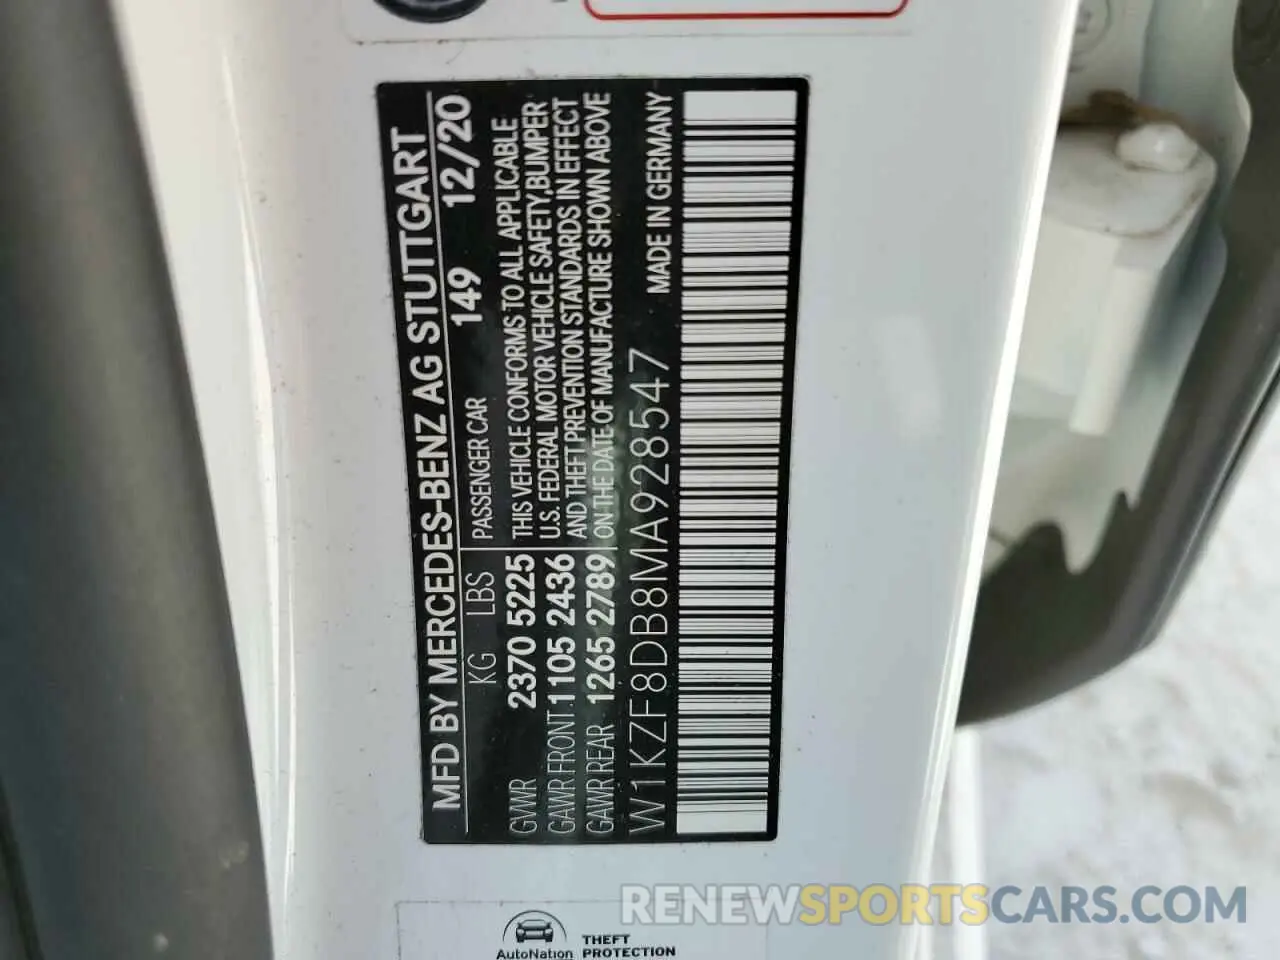 MFD BY MERCEDES-BENZ AG STUTTGART
KG LBS PASSENGER CAR 149 12/20
GVWR 2370 5225
GAWR FRONT 1105 2436
GAWR REAR 1265 2789
THIS VEHICLE CONFORMS TO ALL APPLICABLE
U.S. FEDERAL MOTOR VEHICLE SAFETY,BUMPER
AND THEFT PREVENTION STANDARDS IN EFFECT
ON THE DATE OF MANUFACTURE SHOWN ABOVE
W1KZF8DB8MA928547 MADE IN GERMANY
AutoNation THEFT
PROTECTION
RENEWSPORTSCARS.COM